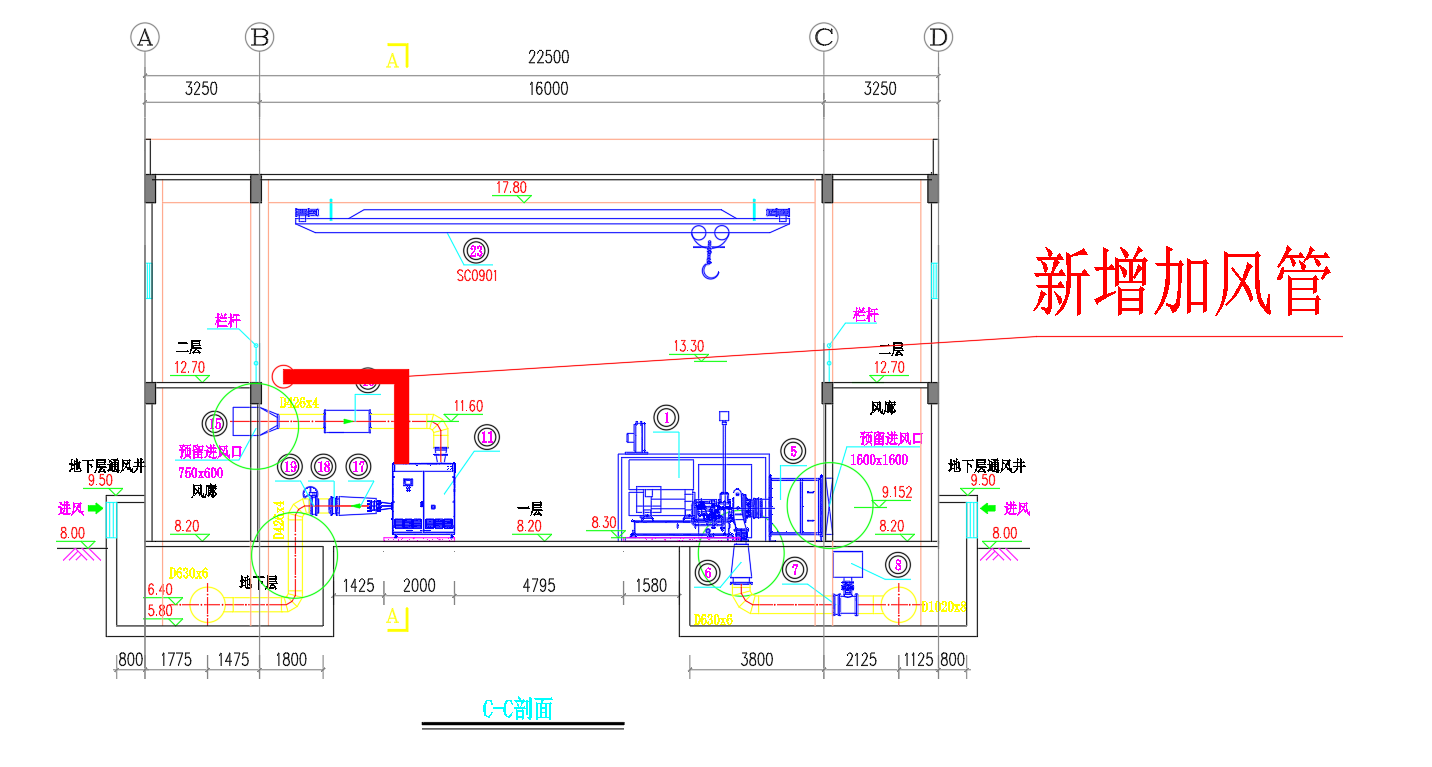 A B C D
A
22500
3250 16000 3250
17.80
23
SC0901
新增加风管
栏杆 栏杆
二层 13.30 二层
12.70 12.70
D426x4 11.60 风廊
15 11 1 5
预留进风口 预留进风口
750x600 1600x1600
地下层通风井 19 18 17 地下层通风井
9.50 风廊 9.152 9.50
进风 一层 进风
8.00 8.20 D426x4 8.20 8.30 8.20 8.00
D630x6 地下层 6 7 8
6.40 1425 2000 4795 1580
5.80 A D630x6 D1020x8
800 1775 1475 1800 3800 2125 1125 800
C-C剖面